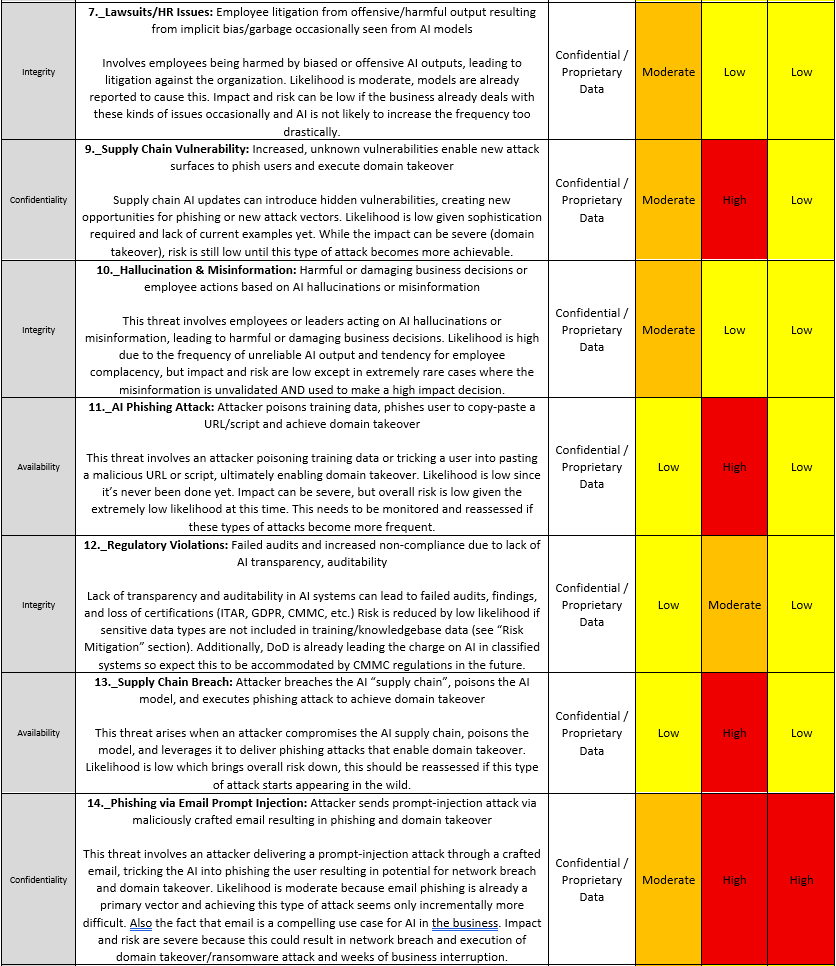 7._Lawsuits/HR Issues: Employee litigation from offensive/harmful output resulting
from implicit bias/garbage occasionally seen from AI models
Integrity
Involves employees being harmed by biased or offensive AI outputs, leading to
litigation against the organization. Likelihood is moderate, models are already
reported to cause this. Impact and risk can be low if the business already deals with
these kinds of issues occasionally and AI is not likely to increase the frequency too
drastically.
Confidential /
Proprietary
Data
Moderate
Low
Low
9._Supply Chain Vulnerability: Increased, unknown vulnerabilities enable new attack
surfaces to phish users and execute domain takeover
Confidentiality
Supply chain AI updates can introduce hidden vulnerabilities, creating new
opportunities for phishing or new attack vectors. Likelihood is low given sophistication
required and lack of current examples yet. While the impact can be severe (domain
takeover), risk is still low until this type of attack becomes more achievable.
Confidential /
Proprietary
Data
Moderate
High
Low
10._Hallucination & Misinformation: Harmful or damaging business decisions or
employee actions based on AI hallucinations or misinformation
Integrity
This threat involves employees or leaders acting on AI hallucinations or
misinformation, leading to harmful or damaging business decisions. Likelihood is high
due to the frequency of unreliable AI output and tendency for employee
complacency, but impact and risk are low except in extremely rare cases where the
misinformation is unvalidated AND used to make a high impact decision.
Confidential /
Proprietary
Data
Moderate
Low
Low
11._AI Phishing Attack: Attacker poisons training data, phishes user to copy-paste a
URL/script and achieve domain takeover
Availability
This threat involves an attacker poisoning training data or tricking a user into pasting
a malicious URL or script, ultimately enabling domain takeover. Likelihood is low since
it's never been done yet. Impact can be severe, but overall risk is low given the
extremely low likelihood at this time. This needs to be monitored and reassessed if
these types of attacks become more frequent.
Confidential /
Proprietary
Data
Low
High
Low
12._Regulatory Violations: Failed audits and increased non-compliance due to lack of
AI transparency, auditability
Integrity
Lack of transparency and auditability in AI systems can lead to failed audits, findings,
and loss of certifications (ITAR, GDPR, CMMC, etc.) Risk is reduced by low likelihood if
sensitive data types are not included in training/knowledgebase data (see “Risk
Mitigation” section). Additionally, DoD is already leading the charge on AI in classified
systems so expect this to be accommodated by CMMC regulations in the future.
Confidential /
Proprietary
Data
Low
Moderate
Low
13._Supply Chain Breach: Attacker breaches the AI “supply chain”, poisons the AI
model, and executes phishing attack to achieve domain takeover
Availability
This threat arises when an attacker compromises the AI supply chain, poisons the
model, and leverages it to deliver phishing attacks that enable domain takeover.
Likelihood is low which brings overall risk down, this should be reassessed if this type
of attack starts appearing in the wild.
Confidential /
Proprietary
Data
Low
High
Low
14._Phishing via Email Prompt Injection: Attacker sends prompt-injection attack via
maliciously crafted email resulting in phishing and domain takeover
Confidentiality
This threat involves an attacker delivering a prompt-injection attack through a crafted
email, tricking the AI into phishing the user resulting in potential for network breach
and domain takeover. Likelihood is moderate because email phishing is already a
primary vector and achieving this type of attack seems only incrementally more
difficult. Also the fact that email is a compelling use case for AI in the business. Impact
and risk are severe because this could result in network breach and execution of
domain takeover/ransomware attack and weeks of business interruption.
Confidential /
Proprietary
Data
Moderate
High
High